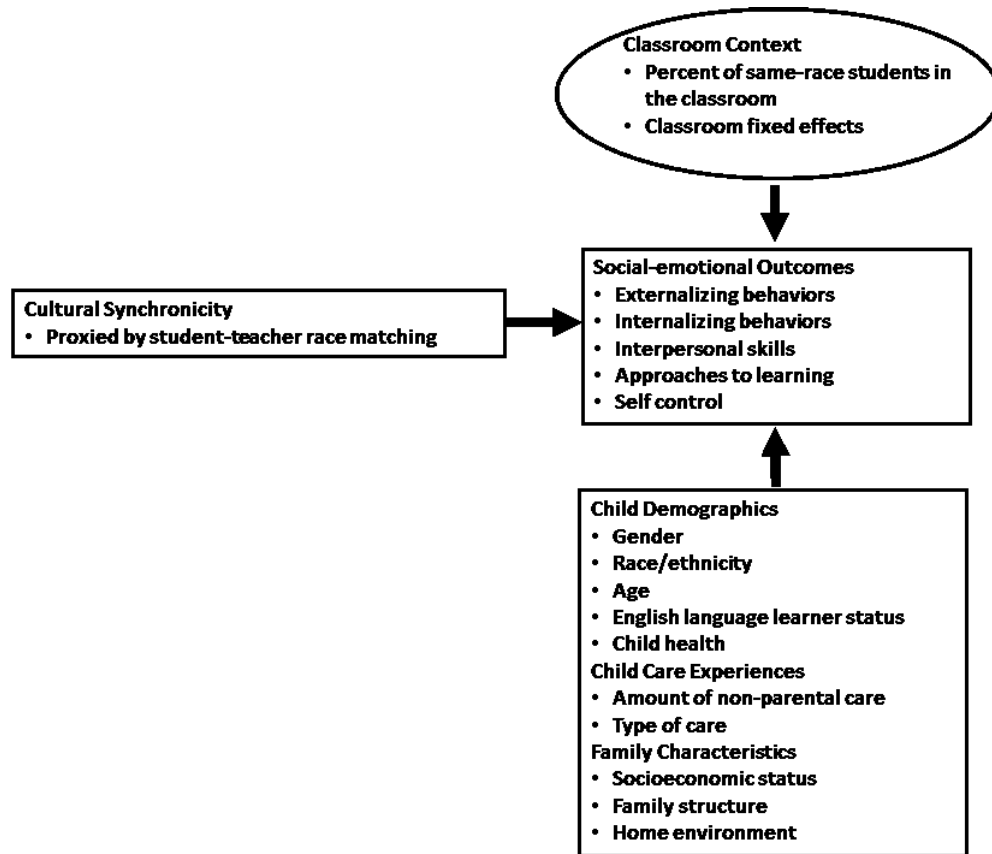 Classroom Context
• Percent of same-race students in
the classroom
• Classroom fixed effects
Cultural Synchronicity
• Proxied by student-teacher race matching
Social-emotional Outcomes
• Externalizing behaviors
• Internalizing behaviors
• Interpersonal skills
• Approaches to learning
• Self control
Child Demographics
• Gender
• Race/ethnicity
• Age
• English language learner status
• Child health
Child Care Experiences
• Amount of non-parental care
• Type of care
Family Characteristics
• Socioeconomic status
• Family structure
• Home environment